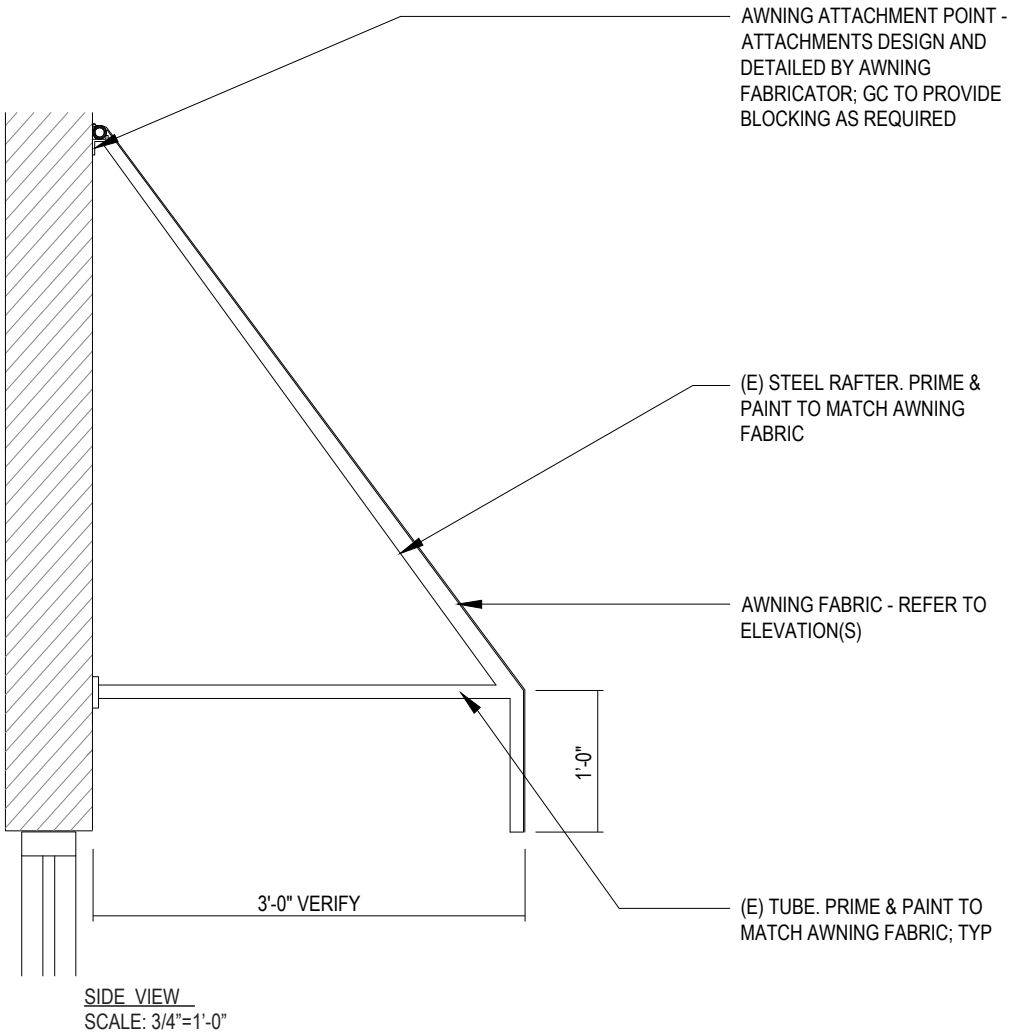 AWNING ATTACHMENT POINT -
ATTACHMENTS DESIGN AND
DETAILED BY AWNING
FABRICATOR; GC TO PROVIDE
BLOCKING AS REQUIRED
(E) STEEL RAFTER. PRIME &
PAINT TO MATCH AWNING
FABRIC
AWNING FABRIC - REFER TO
ELEVATION(S)
1'-0"
3'-0" VERIFY
(E) TUBE. PRIME & PAINT TO
MATCH AWNING FABRIC; TYP
SIDE VIEW
SCALE: 3/4”=1’-0”